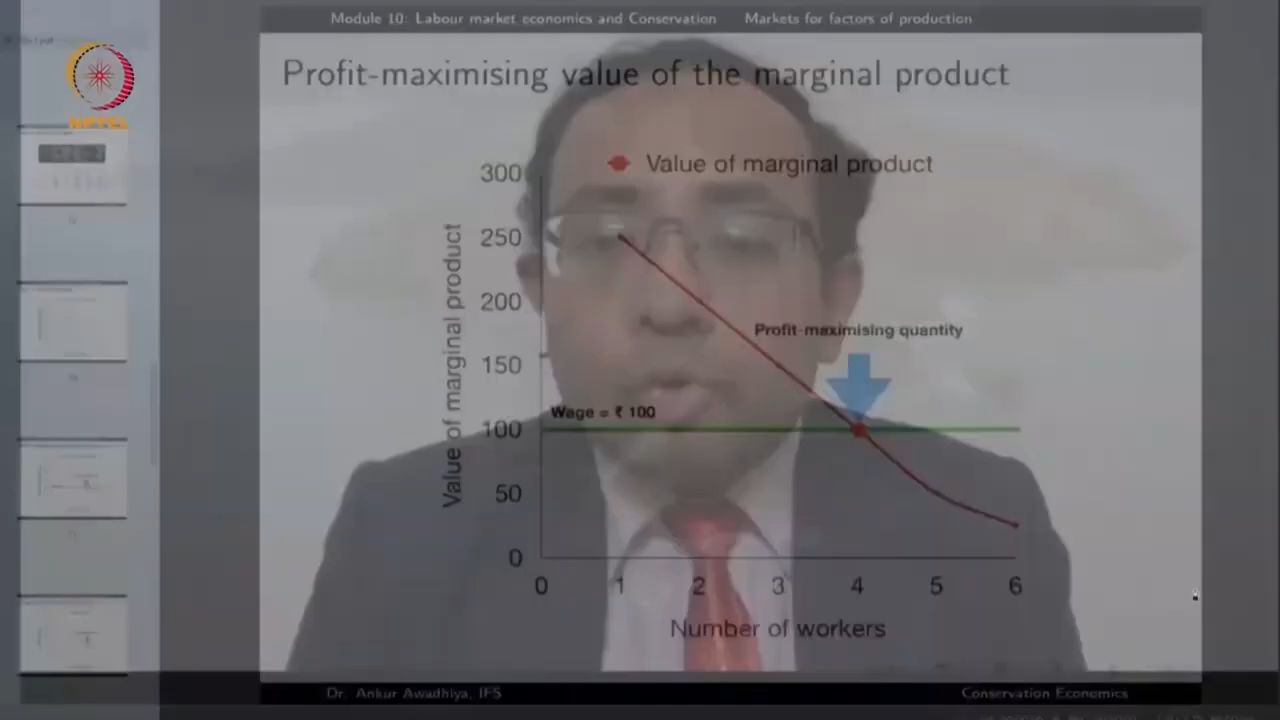 Module 10: Labour market economics and Conservation Markets for factors of production
NPTEL
Profit-maximising value of the marginal product
Value of marginal product
300
250
200
150
100
50
0
Value of marginal product
Profit-maximising quantity
Wage = ₹ 100
0 1 2 3 4 5 6
Number of workers
Dr. Ankur Awadhiya, IFS Conservation Economics